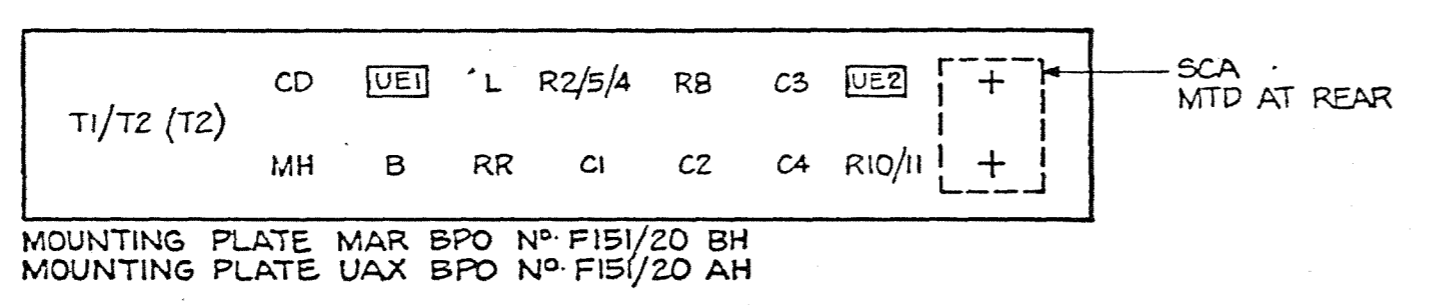 CD UE1 L R2/5/4 R8 C3 UE2 + SCA
MTD AT REAR
T1/T2 (T2)
MH B RR C1 C2 C4 R10/11 +
MOUNTING PLATE MAR BPO Nº. F151/20 BH
MOUNTING PLATE UAX BPO Nº. F151/20 AH